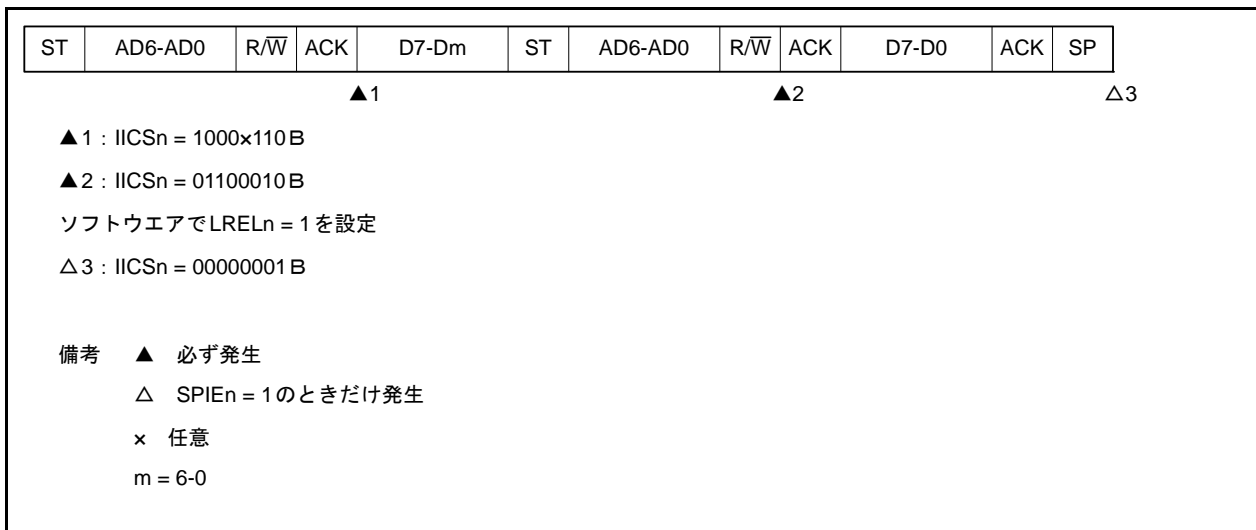 ST AD6-AD0 R/W̅ ACK D7-Dm ST AD6-AD0 R/W̅ ACK D7-D0 ACK SP
▲1 ▲2 △3
▲1：IICSn = 1000×110B
▲2：IICSn = 01100010B
ソフトウエアでLRELn = 1を設定
△3：IICSn = 00000001B
備考 ▲ 必ず発生
△ SPIEn = 1のときだけ発生
× 任意
m = 6-0